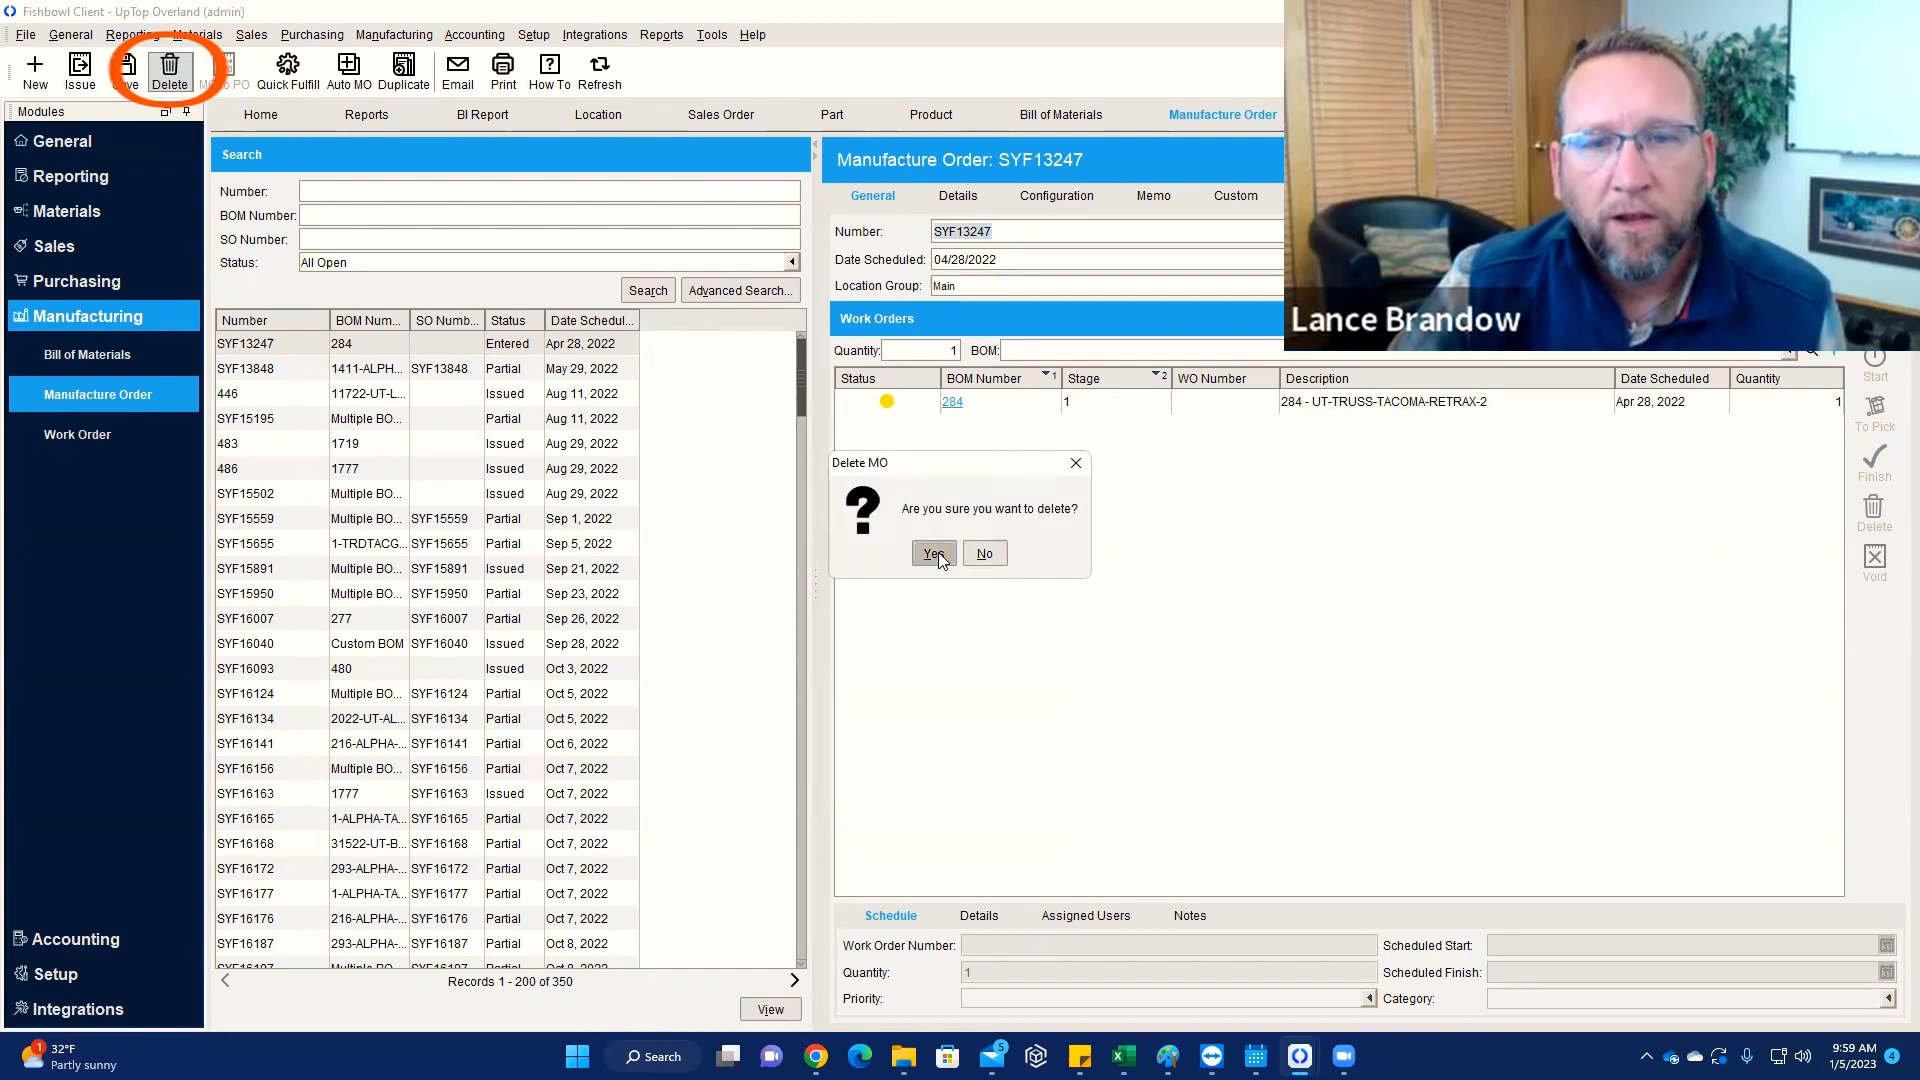 Fishbowl Client - UpTop Overland (admin)
File General Reporting Materials Sales Purchasing Manufacturing Accounting Setup Integrations Reports Tools Help
New Issue Save Delete MO to PO Quick Fulfill Auto MO Duplicate Email Print How To Refresh
Modules
General
Reporting
Materials
Sales
Purchasing
Manufacturing
Bill of Materials
Manufacture Order
Work Order
Accounting
Setup
Integrations
Home Reports BI Report Location Sales Order Part Product Bill of Materials Manufacture Order
Search
Number:
BOM Number:
SO Number:
Status: All Open
Search Advanced Search...
Number BOM Num... SO Numb... Status Date Schedul...
SYF13247 284 Entered Apr 28, 2022
SYF13848 1411-ALPH... SYF13848 Partial May 29, 2022
446 11722-UT-L... Issued Aug 11, 2022
SYF15195 Multiple BO... Partial Aug 11, 2022
483 1719 Issued Aug 29, 2022
486 1777 Issued Aug 29, 2022
SYF15502 Multiple BO... Issued Aug 29, 2022
SYF15559 Multiple BO... SYF15559 Partial Sep 1, 2022
SYF15655 1-TRDTACG... SYF15655 Partial Sep 5, 2022
SYF15891 Multiple BO... SYF15891 Issued Sep 21, 2022
SYF15950 Multiple BO... SYF15950 Partial Sep 23, 2022
SYF16007 277 SYF16007 Partial Sep 26, 2022
SYF16040 Custom BOM SYF16040 Issued Sep 28, 2022
SYF16093 480 Issued Oct 3, 2022
SYF16124 Multiple BO... SYF16124 Partial Oct 5, 2022
SYF16134 2022-UT-AL... SYF16134 Partial Oct 5, 2022
SYF16141 216-ALPHA-... SYF16141 Partial Oct 6, 2022
SYF16156 Multiple BO... SYF16156 Partial Oct 7, 2022
SYF16163 1777 SYF16163 Issued Oct 7, 2022
SYF16165 1-ALPHA-TA... SYF16165 Partial Oct 7, 2022
SYF16168 31522-UT-B... SYF16168 Partial Oct 7, 2022
SYF16172 293-ALPHA-... SYF16172 Partial Oct 7, 2022
SYF16177 1-ALPHA-TA... SYF16177 Partial Oct 7, 2022
SYF16176 216-ALPHA-... SYF16176 Partial Oct 7, 2022
SYF16187 293-ALPHA-... SYF16187 Partial Oct 8, 2022
Records 1 - 200 of 350
View
Manufacture Order: SYF13247
General Details Configuration Memo Custom
Number: SYF13247
Date Scheduled: 04/28/2022
Location Group: Main
Work Orders
Quantity: 1 BOM:
Status BOM Number 1 Stage 2 WO Number Description Date Scheduled Quantity
284 1 284 - UT-TRUSS-TACOMA-RETRAX-2 Apr 28, 2022 1
Start
To Pick
Finish
Delete
Void
Delete MO
Are you sure you want to delete?
Yes No
Schedule Details Assigned Users Notes
Work Order Number: Scheduled Start:
Quantity: 1 Scheduled Finish:
Priority: Category:
Lance Brandow
1 32°F
Partly sunny
Search
5
9:59 AM
1/5/2023
4